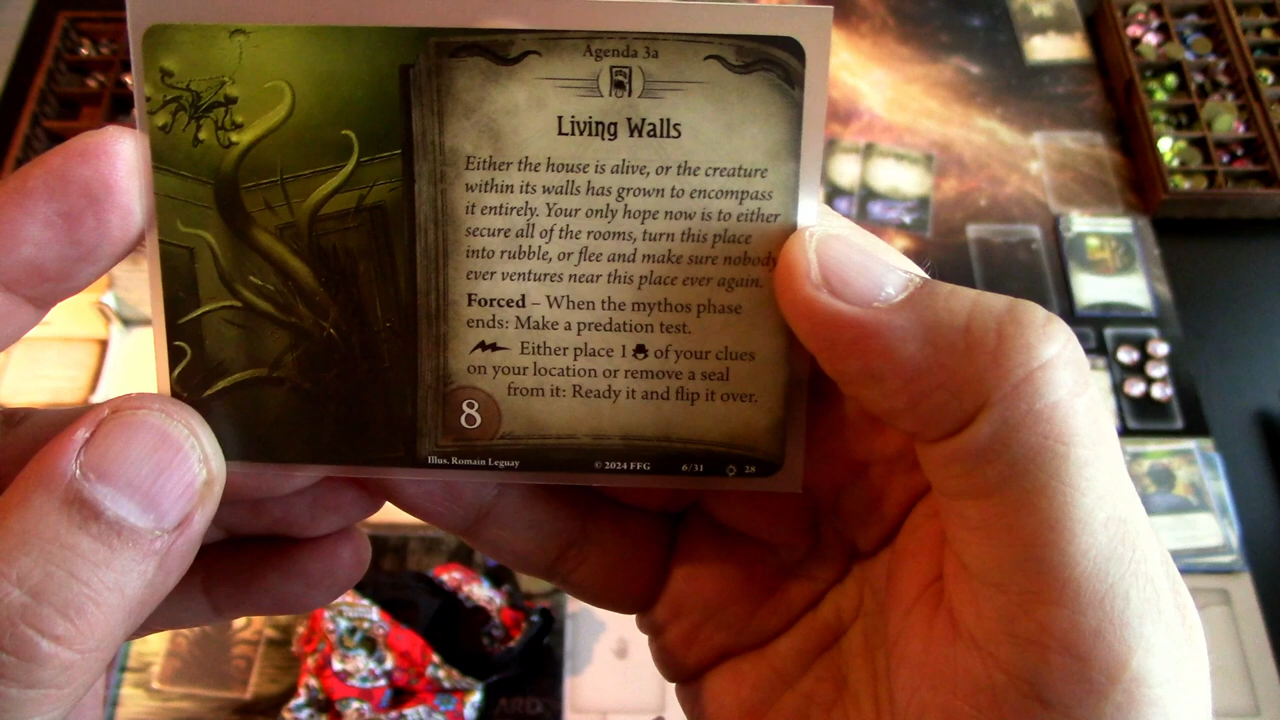 Agenda 3a
Living Walls
Either the house is alive, or the creature
within its walls has grown to encompass
it entirely. Your only hope now is to either
secure all of the rooms, turn this place
into rubble, or flee and make sure nobody
ever ventures near this place ever again.
Forced – When the mythos phase
ends: Make a predation test.
Either place 1 of your clues
on your location or remove a seal
from it: Ready it and flip it over.
8
Illus. Romain Leguay
© 2024 FFG
6/31
28